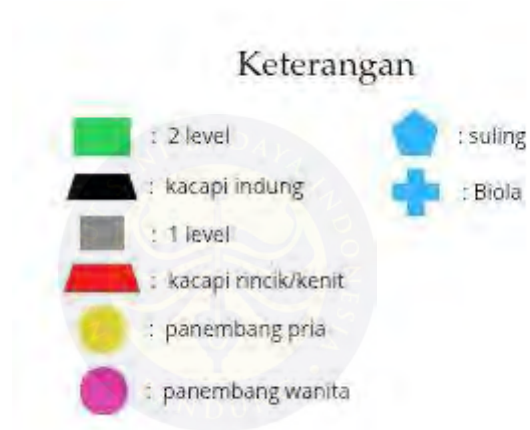 Keterangan
: 2 level
: kacapi indung
: 1 level
: kacapi rincik/kenit
: panembang pria
: panembang wanita
: suling
: Biola